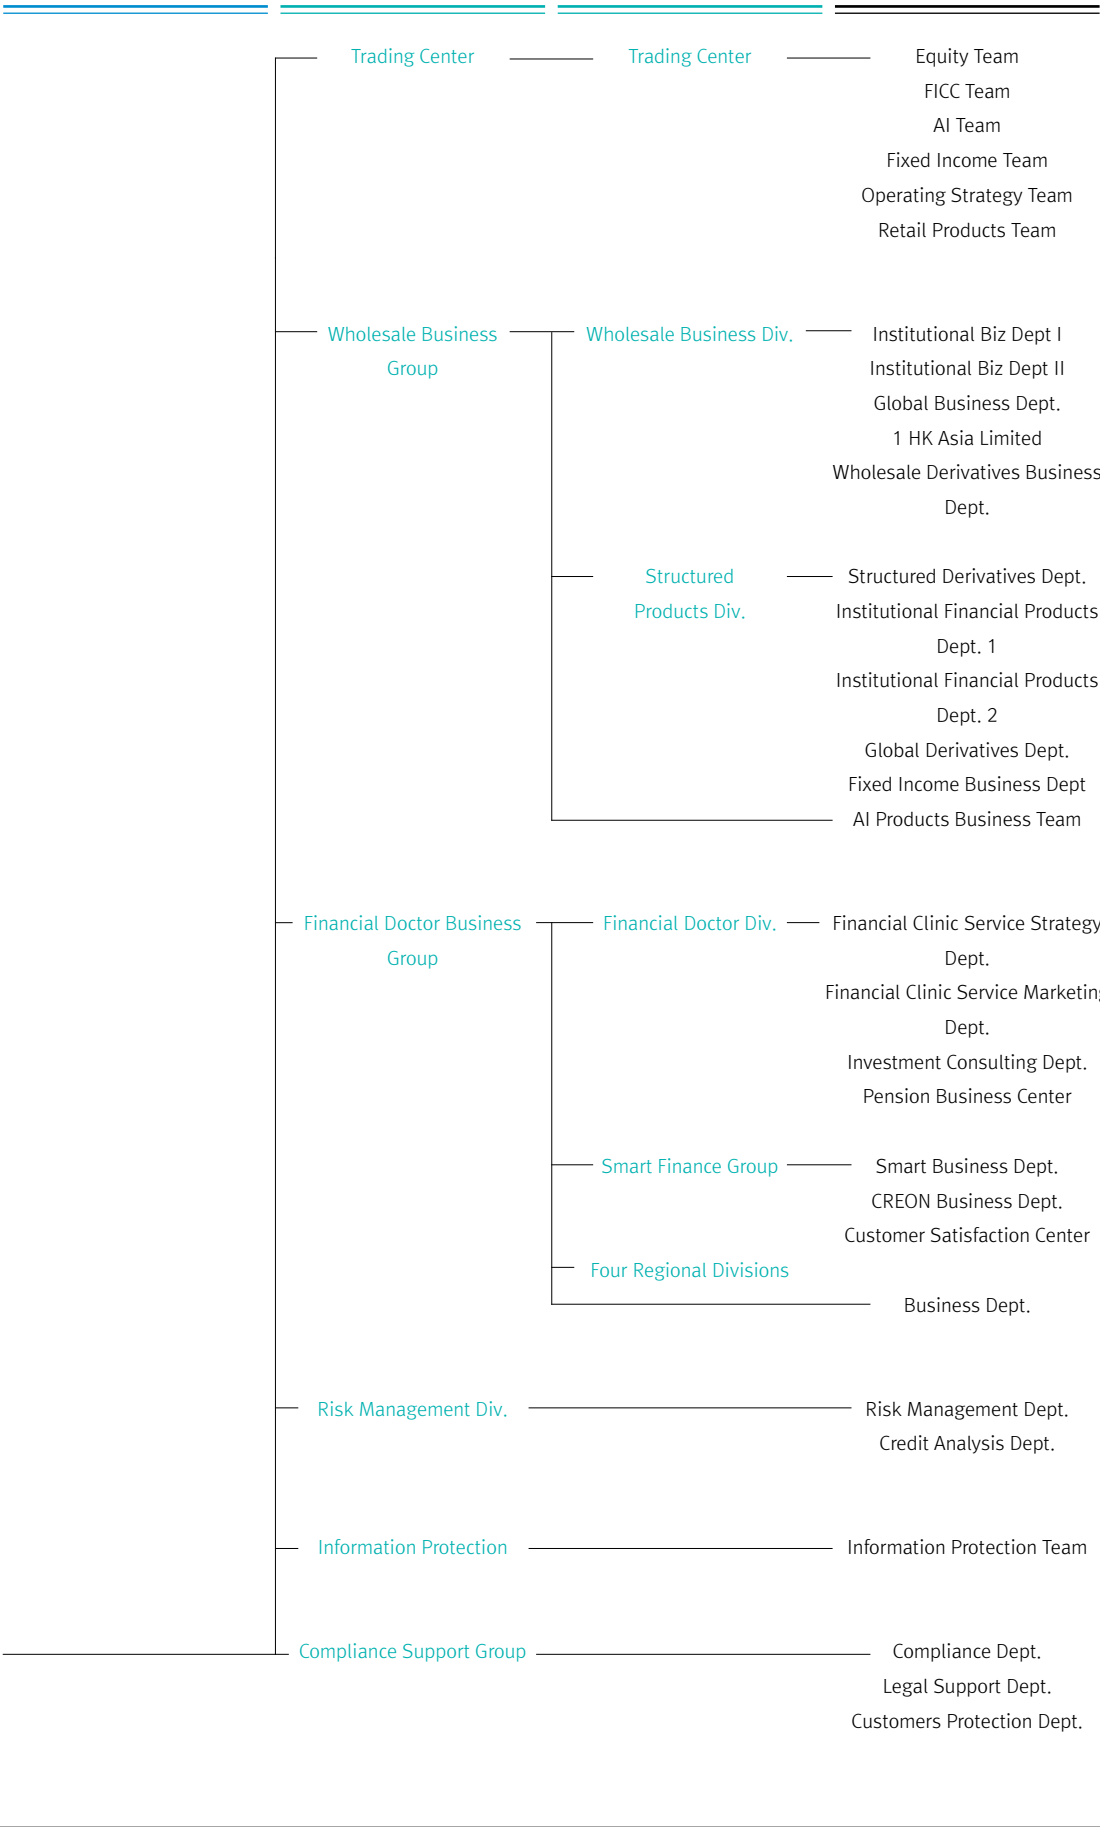 Trading Center Trading Center Equity Team
FICC Team
AI Team
Fixed Income Team
Operating Strategy Team
Retail Products Team
Wholesale Business Wholesale Business Div. Institutional Biz Dept I
Group Institutional Biz Dept II
Global Business Dept.
1 HK Asia Limited
Wholesale Derivatives Business
Dept.
Structured Structured Derivatives Dept.
Products Div. Institutional Financial Products
Dept. 1
Institutional Financial Products
Dept. 2
Global Derivatives Dept.
Fixed Income Business Dept
AI Products Business Team
Financial Doctor Business Financial Doctor Div. Financial Clinic Service Strategy
Group Dept.
Financial Clinic Service Marketing
Dept.
Investment Consulting Dept.
Pension Business Center
Smart Finance Group Smart Business Dept.
CREON Business Dept.
Customer Satisfaction Center
Four Regional Divisions
Business Dept.
Risk Management Div. Risk Management Dept.
Credit Analysis Dept.
Information Protection Information Protection Team
Compliance Support Group Compliance Dept.
Legal Support Dept.
Customers Protection Dept.